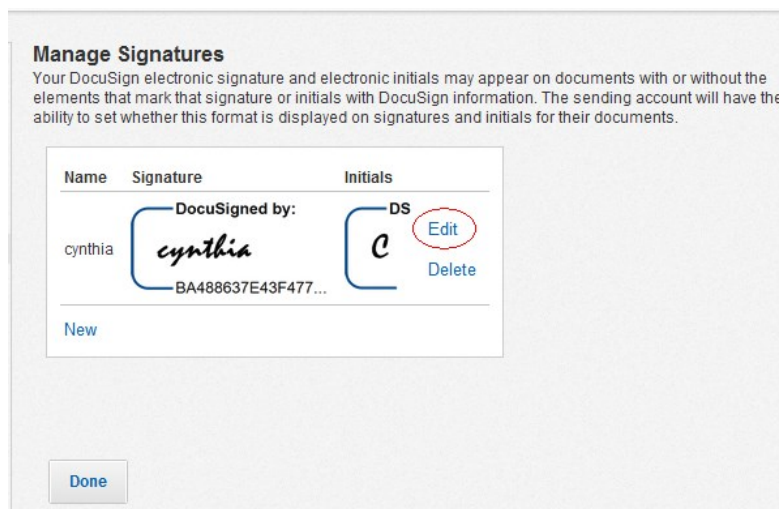 Manage Signatures
Your DocuSign electronic signature and electronic initials may appear on documents with or without the
elements that mark that signature or initials with DocuSign information. The sending account will have the
ability to set whether this format is displayed on signatures and initials for their documents.
Name Signature Initials
DocuSigned by: DS
Edit
cynthia cynthia C
Delete
BA488637E43F477...
New
Done